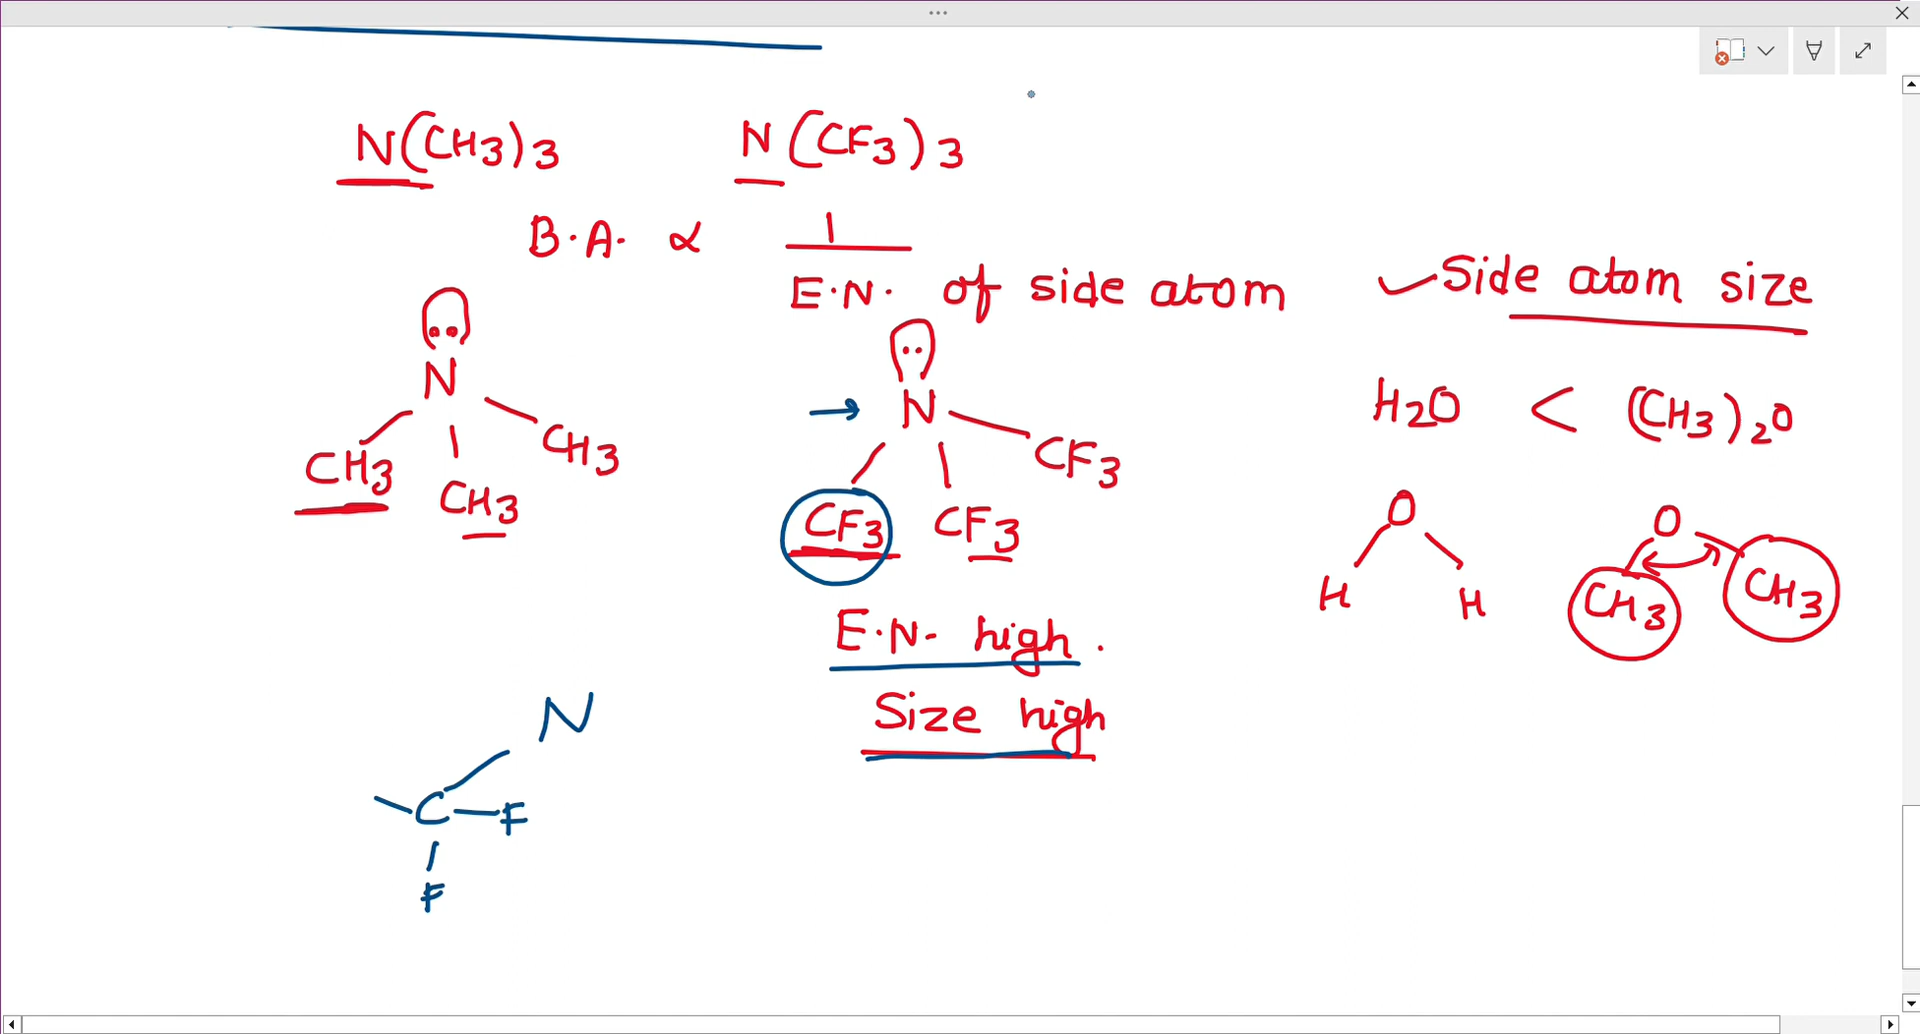 N(CH3)3 N(CF3)3
B.A. ∝ 1
E.N. of side atom
✓ Side atom size
N
CH3 CH3 CH3
N
CF3 CF3 CF3
H2O < (CH3)2O
O
H H
O
CH3 CH3
E.N. high.
Size high
N
C F
F